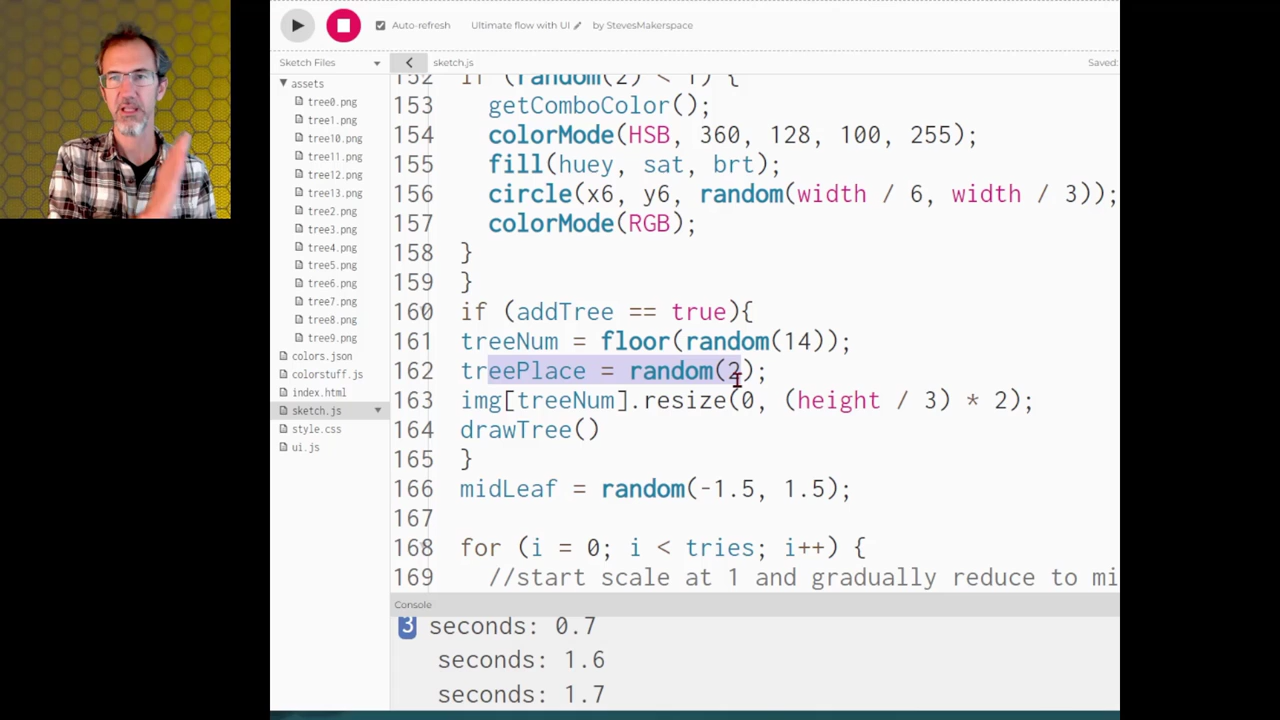 Auto-refresh Ultimate flow with UI by StevesMakerspace
Sketch Files sketch.js Saved:
assets
tree0.png
tree1.png
tree10.png
tree11.png
tree12.png
tree13.png
tree2.png
tree3.png
tree4.png
tree5.png
tree6.png
tree7.png
tree8.png
tree9.png
colors.json
colorstuff.js
index.html
sketch.js
style.css
ui.js
152 if (random(2) < 1) {
153 getComboColor();
154 colorMode(HSB, 360, 128, 100, 255);
155 fill(huey, sat, brt);
156 circle(x6, y6, random(width / 6, width / 3));
157 colorMode(RGB);
158 }
159 }
160 if (addTree == true){
161 treeNum = floor(random(14));
162 treePlace = random(2);
163 img[treeNum].resize(0, (height / 3) * 2);
164 drawTree()
165 }
166 midLeaf = random(-1.5, 1.5);
167
168 for (i = 0; i < tries; i++) {
169 //start scale at 1 and gradually reduce to mi
Console
3 seconds: 0.7
seconds: 1.6
seconds: 1.7